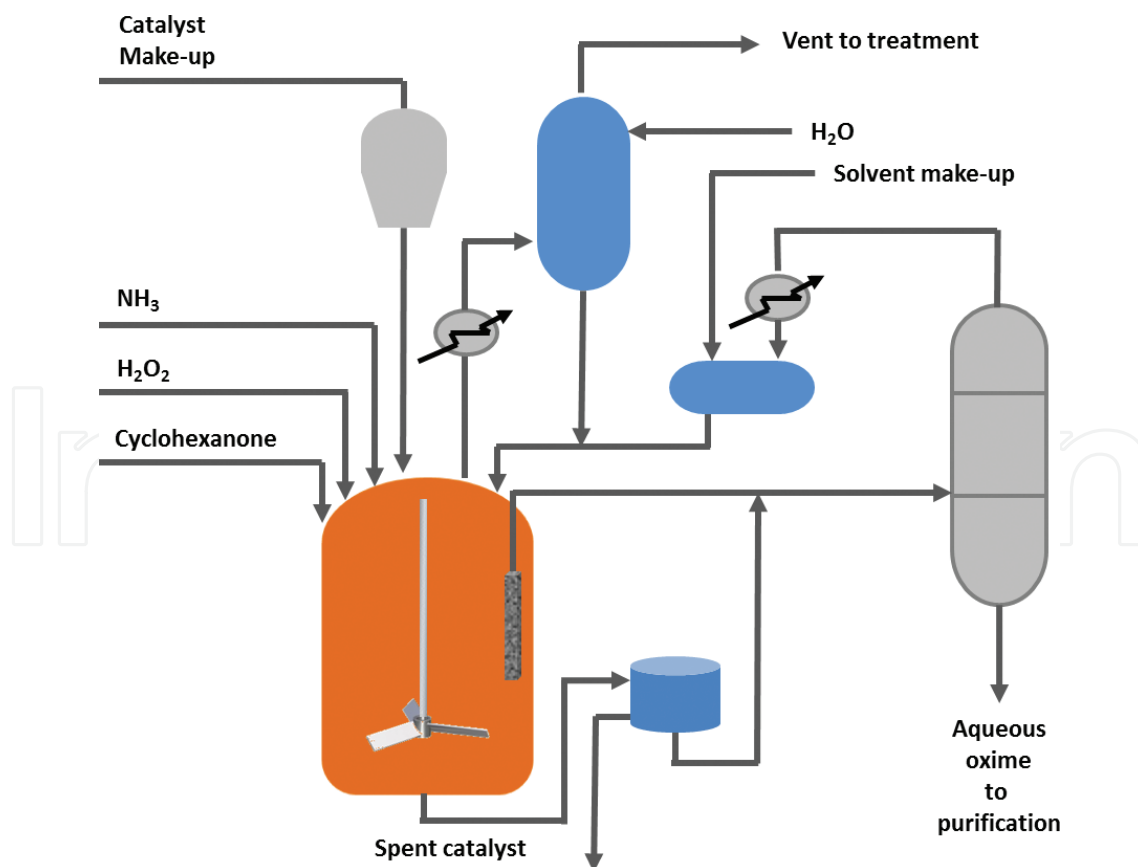 Catalyst
Make-up
Vent to treatment
H₂O
Solvent make-up
NH₃
H₂O₂
Cyclohexanone
Spent catalyst
Aqueous
oxime
to
purification